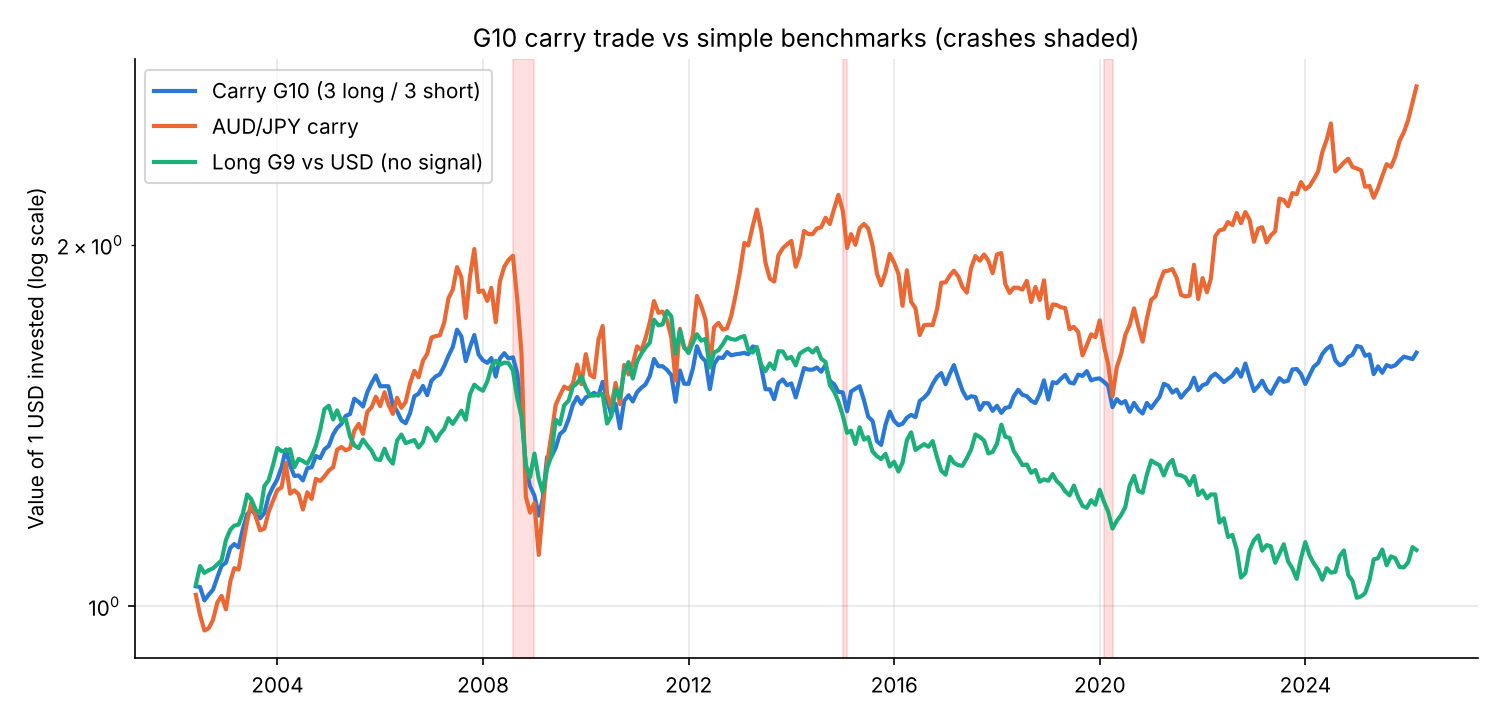 G10 carry trade vs simple benchmarks (crashes shaded)
Carry G10 (3 long / 3 short)
AUD/JPY carry
Long G9 vs USD (no signal)
Value of 1 USD invested (log scale)
2 × 10⁰
10⁰
2004 2008 2012 2016 2020 2024